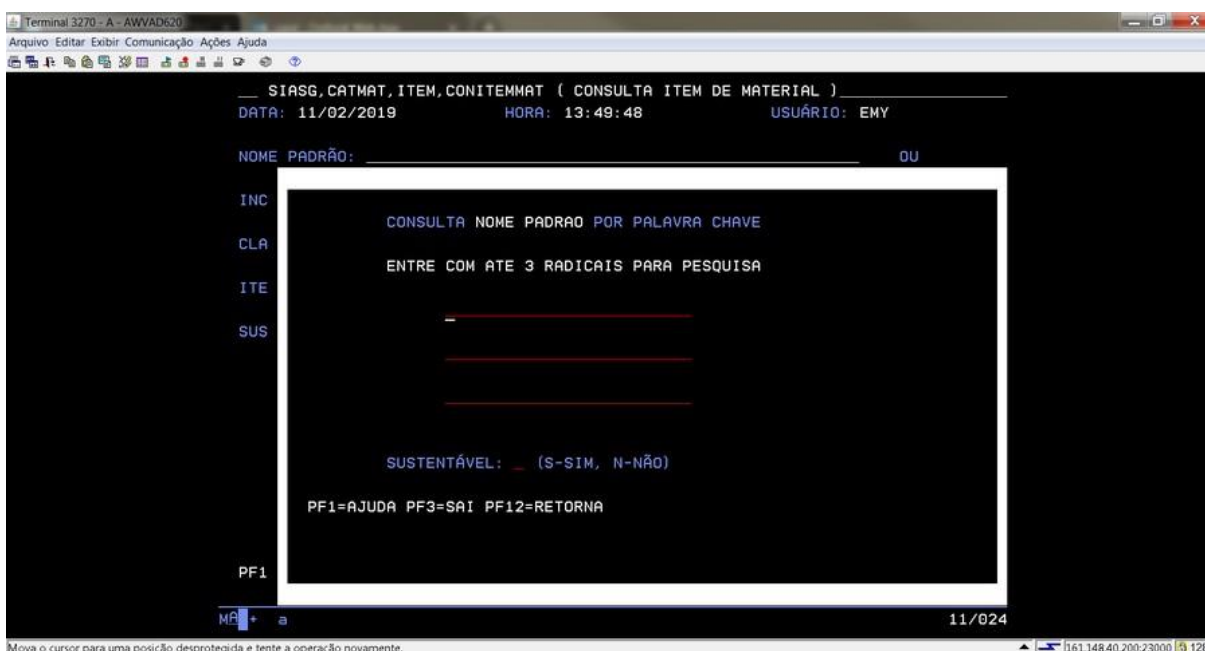 Terminal 3270 - A - AWVAD620
Arquivo Editar Exibir Comunicação Ações Ajuda
__ SIASG,CATMAT,ITEM,CONITEMMAT ( CONSULTA ITEM DE MATERIAL )
DATA: 11/02/2019 HORA: 13:49:48 USUÁRIO: EMY
NOME PADRÃO: OU
INC
CONSULTA NOME PADRAO POR PALAVRA CHAVE
CLA
ENTRE COM ATE 3 RADICAIS PARA PESQUISA
ITE
SUS
SUSTENTÁVEL: _ (S-SIM, N-NÃO)
PF1=AJUDA PF3=SAI PF12=RETORNA
PF1
MA + a 11/024
Mova o cursor para uma posição desprotegida e tente a operação novamente. 161.148.40.200:23000 128